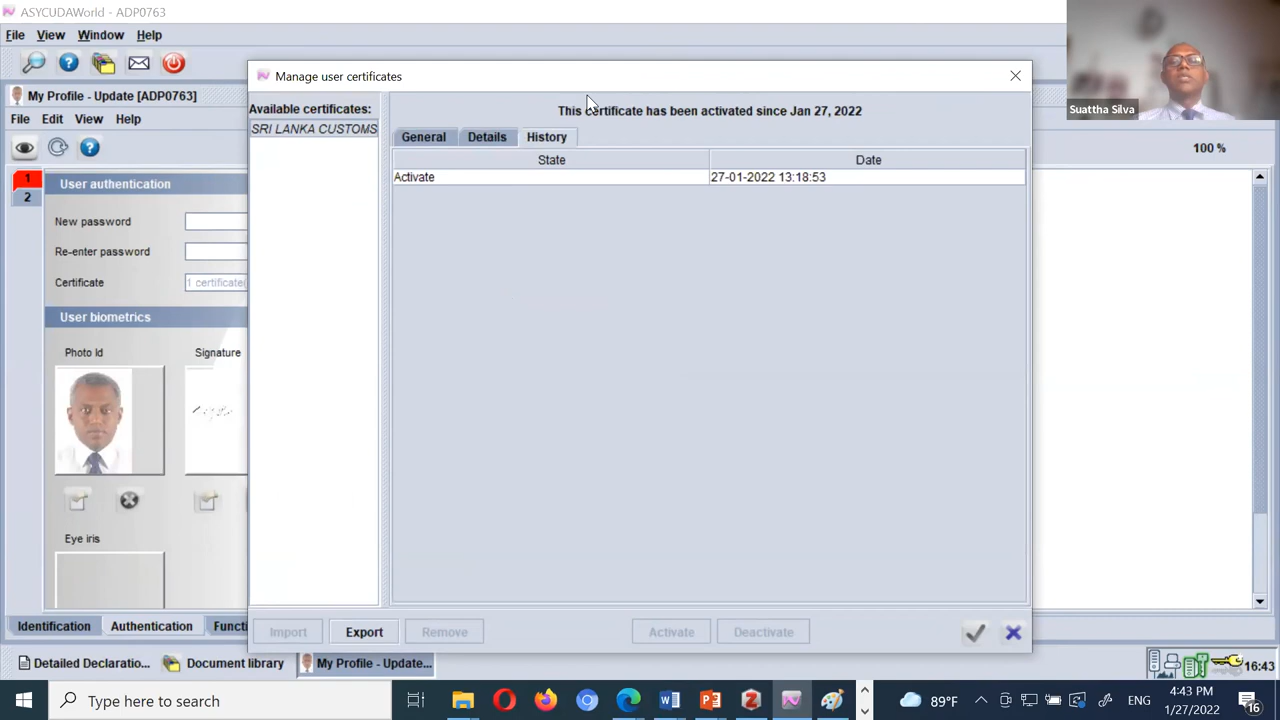 ASYCUDAWorld - ADP0763
File View Window Help
Suattha Silva
My Profile - Update [ADP0763]
File Edit View Help
100 %
1
2
User authentication
New password
Re-enter password
Certificate
1 certificate(
User biometrics
Photo Id
Signature
Eye iris
Identification
Authentication
Functi
Manage user certificates
Available certificates:
SRI LANKA CUSTOMS
This certificate has been activated since Jan 27, 2022
General Details History
State Date
Activate 27-01-2022 13:18:53
Import Export Remove Activate Deactivate
Detailed Declaratio... Document library My Profile - Update... 16:43
Type here to search
89°F
ENG
4:43 PM
1/27/2022
16